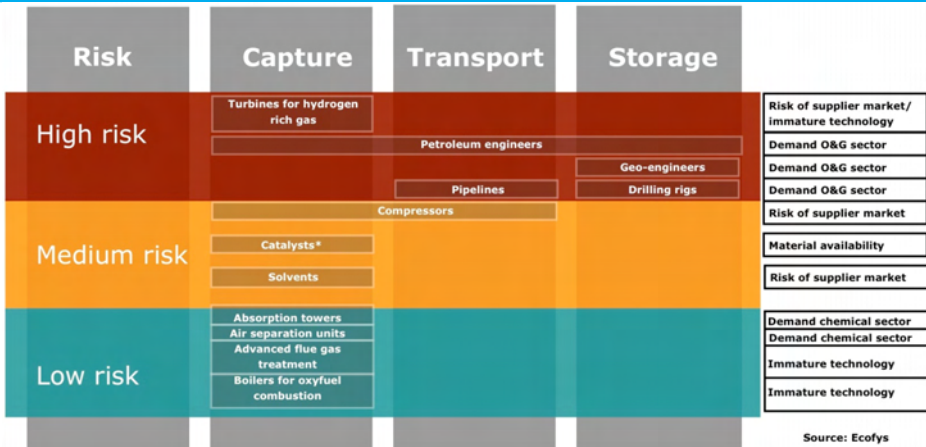 Risk Capture Transport Storage
High risk
Turbines for hydrogen
rich gas
Risk of supplier market/
immature technology
Petroleum engineers
Demand O&G sector
Geo-engineers
Demand O&G sector
Pipelines
Drilling rigs
Demand O&G sector
Medium risk
Compressors
Risk of supplier market
Catalysts*
Material availability
Solvents
Risk of supplier market
Low risk
Absorption towers
Demand chemical sector
Air separation units
Demand chemical sector
Advanced flue gas
treatment
Immature technology
Boilers for oxyfuel
combustion
Immature technology
Source: Ecofys